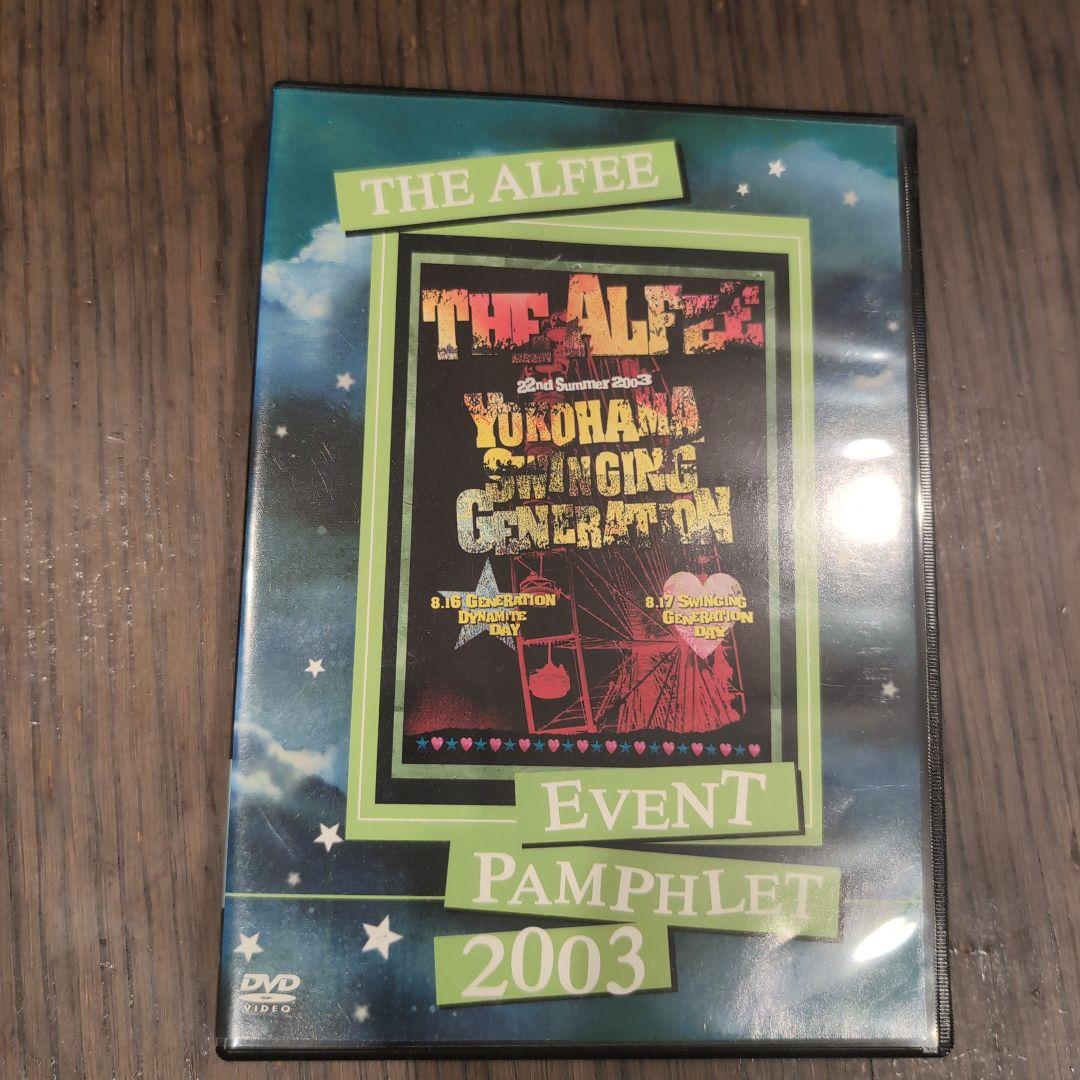 THE ALFEE
THE ALFEE
22nd Summer 2003
YOKOHAMA
SWINGING
GENERATION
8.16 GENERATION
DYNAMITE
DAY
8.17 SWINGING
GENERATION
DAY
EVENT
PAMPHLET
2003
DVD
VIDEO